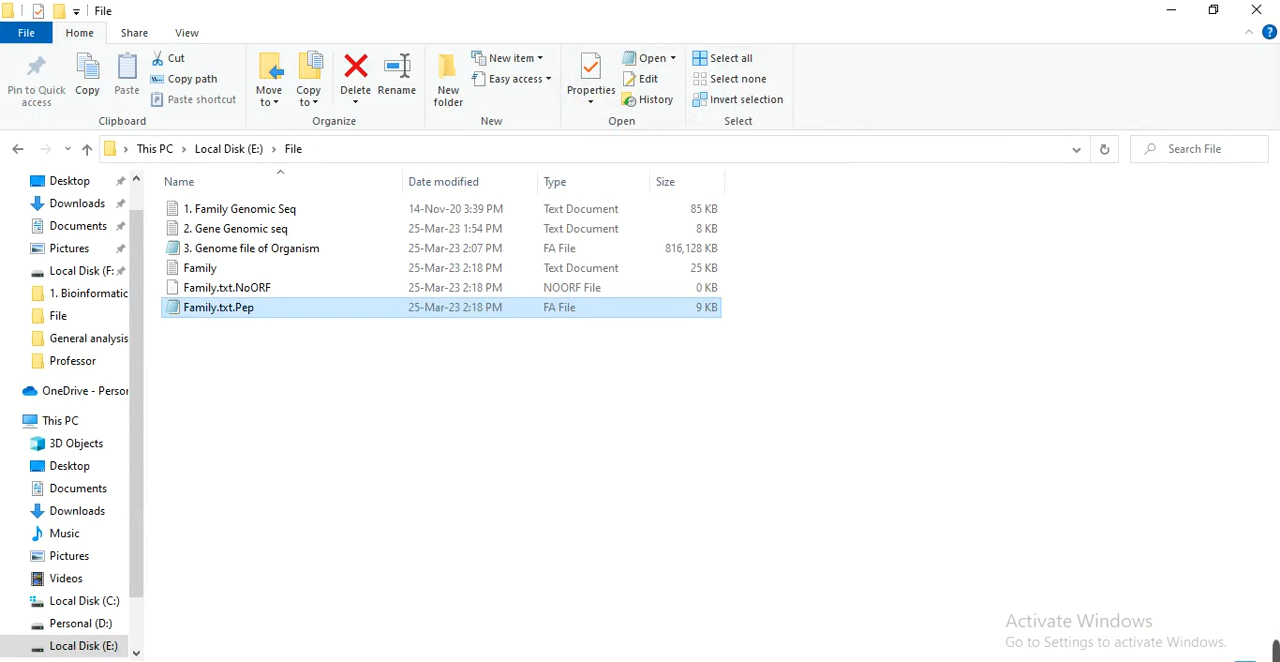 File
File Home Share View
Pin to Quick access Copy Paste Cut Copy path Paste shortcut Move to Copy to Delete Rename New folder New item Easy access Properties Open Edit History Select all Select none Invert selection
Clipboard Organize New Open Select
This PC Local Disk (E:) File Search File
Name Date modified Type Size
1. Family Genomic Seq 14-Nov-20 3:39 PM Text Document 85 KB
2. Gene Genomic seq 25-Mar-23 1:54 PM Text Document 8 KB
3. Genome file of Organism 25-Mar-23 2:07 PM FA File 816,128 KB
Family 25-Mar-23 2:18 PM Text Document 25 KB
Family.txt.NoORF 25-Mar-23 2:18 PM NOORF File 0 KB
Family.txt.Pep 25-Mar-23 2:18 PM FA File 9 KB
Desktop
Downloads
Documents
Pictures
Local Disk (F:
1. Bioinformatic
File
General analysis
Professor
OneDrive - Person
This PC
3D Objects
Desktop
Documents
Downloads
Music
Pictures
Videos
Local Disk (C:)
Personal (D:)
Local Disk (E:)
Activate Windows
Go to Settings to activate Windows.